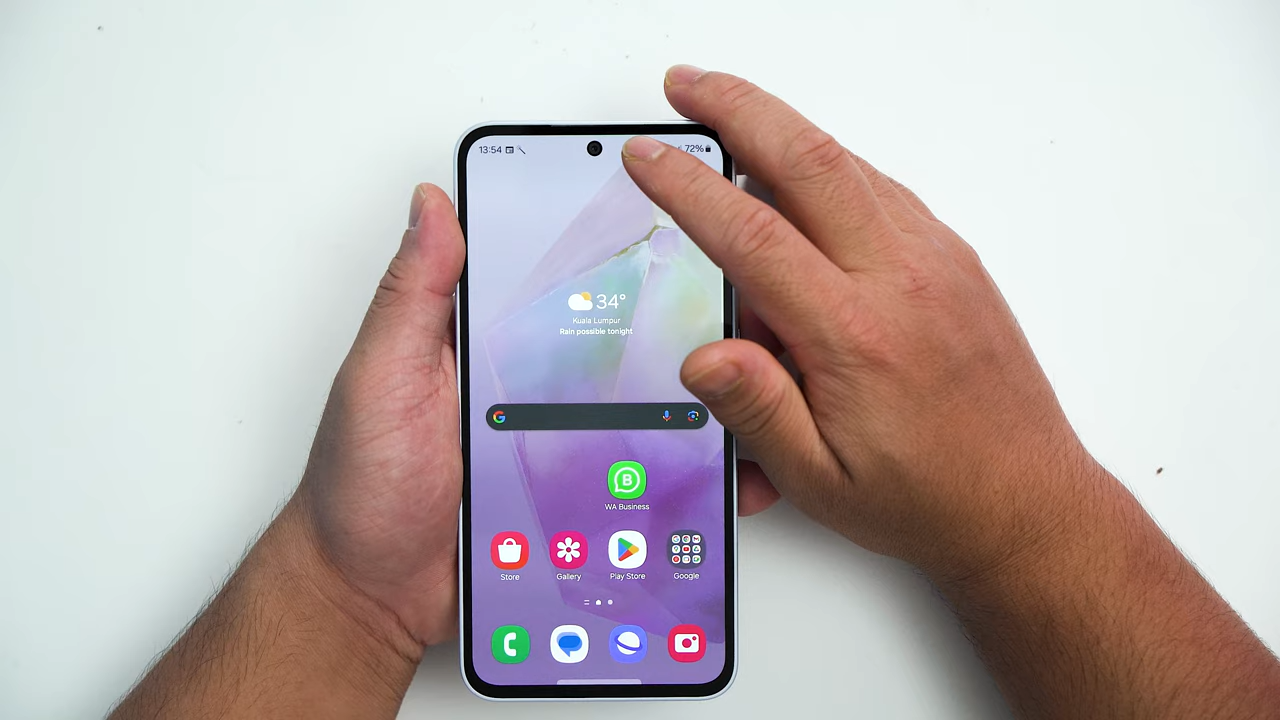 13:54
72%
34°
Kuala Lumpur
Rain possible tonight
G
B
WA Business
Store
Gallery
Play Store
Google